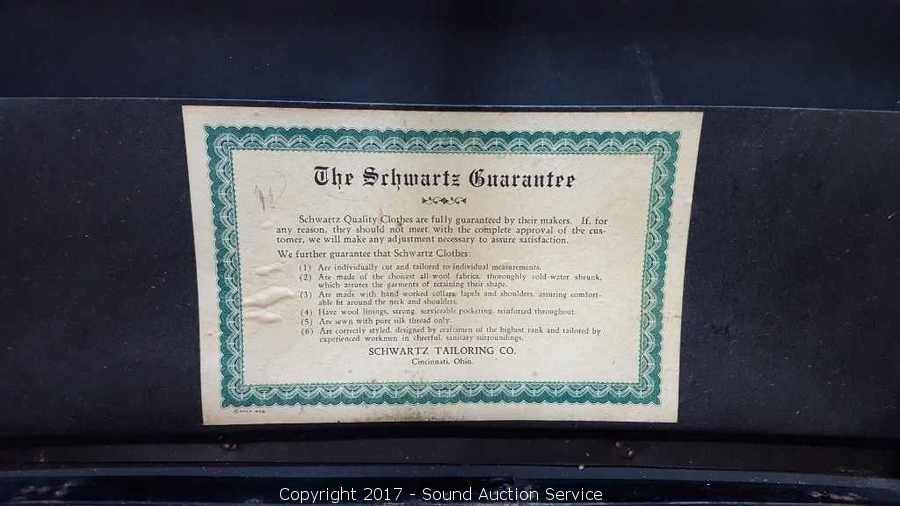 The Schwartz Guarantee
Schwartz Quality Clothes are fully guaranteed by their makers. If, for
any reason, they should not meet with the complete approval of the cus-
tomer, we will make any adjustment necessary to assure satisfaction.
We further guarantee that Schwartz Clothes:
(1) Are individually cut and tailored to individual measurements.
(2) Are made of the choicest all-wool fabrics, thoroughly cold-water shrunk,
which assures the garments of retaining their shape.
(3) Are made with hand-worked collars, lapels and shoulders, assuring comfort-
able fit around the neck and shoulders.
(4) Have wool linings, strong, serviceable pocketing, reinforced throughout.
(5) Are sewn with pure silk thread only.
(6) Are correctly styled, designed by craftsmen of the highest rank and tailored by
experienced workmen in cheerful, sanitary surroundings.
SCHWARTZ TAILORING CO.
Cincinnati, Ohio.
Copyright 2017 - Sound Auction Service